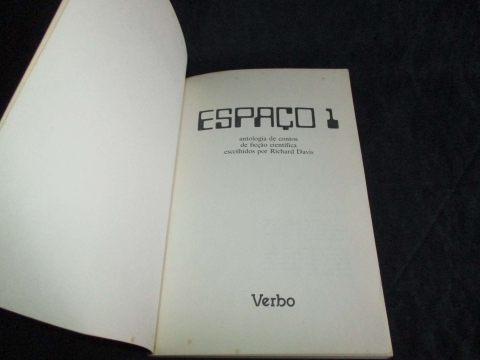 ESPAÇO 1
antologia de contos
de ficção científica
escolhidos por Richard Davis
Verbo